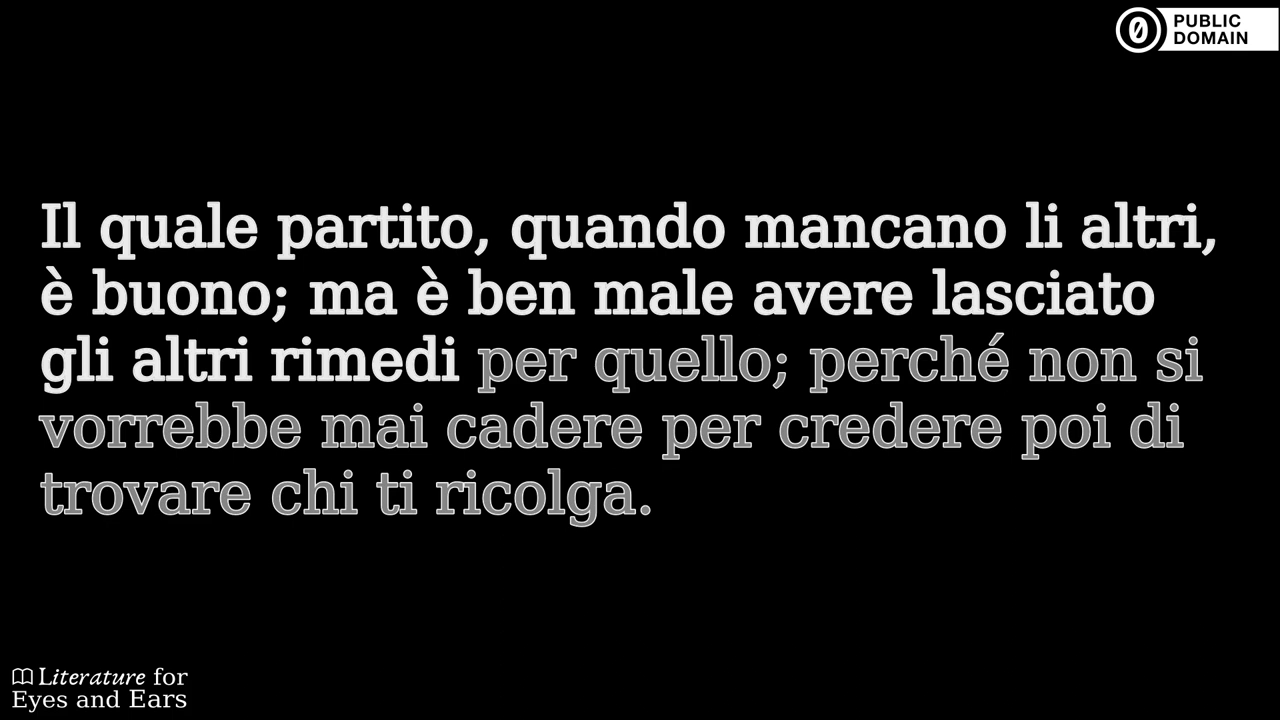 PUBLIC
DOMAIN
Il quale partito, quando mancano li altri,
è buono; ma è ben male avere lasciato
gli altri rimedi per quello; perché non si
vorrebbe mai cadere per credere poi di
trovare chi ti ricolga.
Literature for
Eyes and Ears